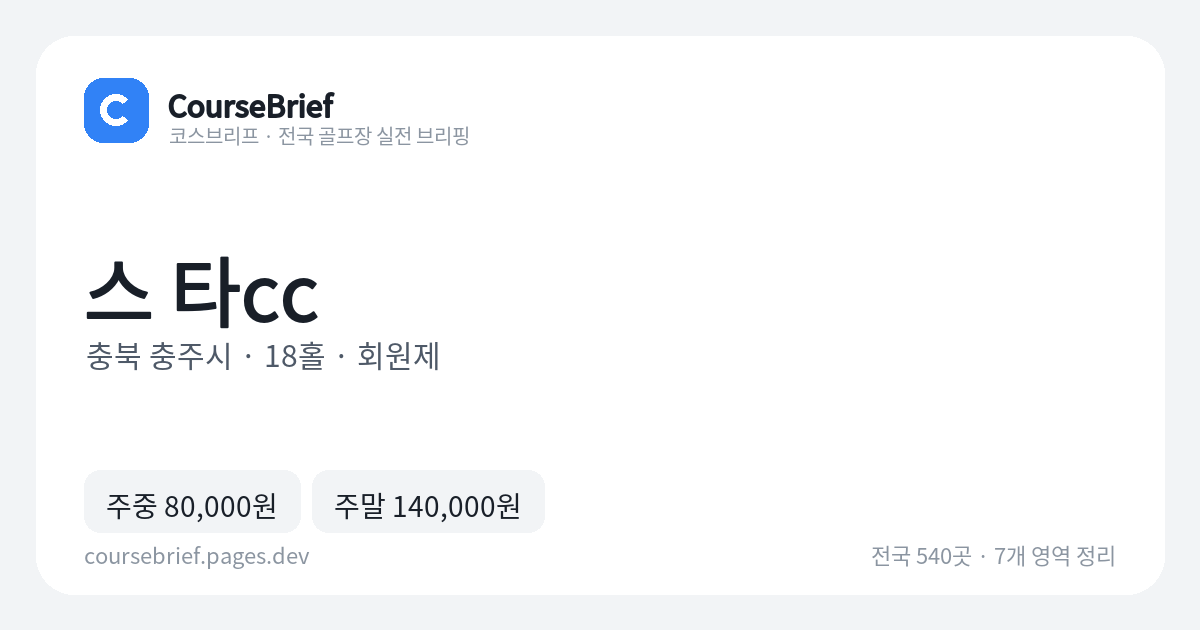 C
CourseBrief
코스브리프 · 전국 골프장 실전 브리핑
스 타cc
충북 충주시 · 18홀 · 회원제
주중 80,000원 주말 140,000원
coursebrief.pages.dev 전국 540곳 · 7개 영역 정리